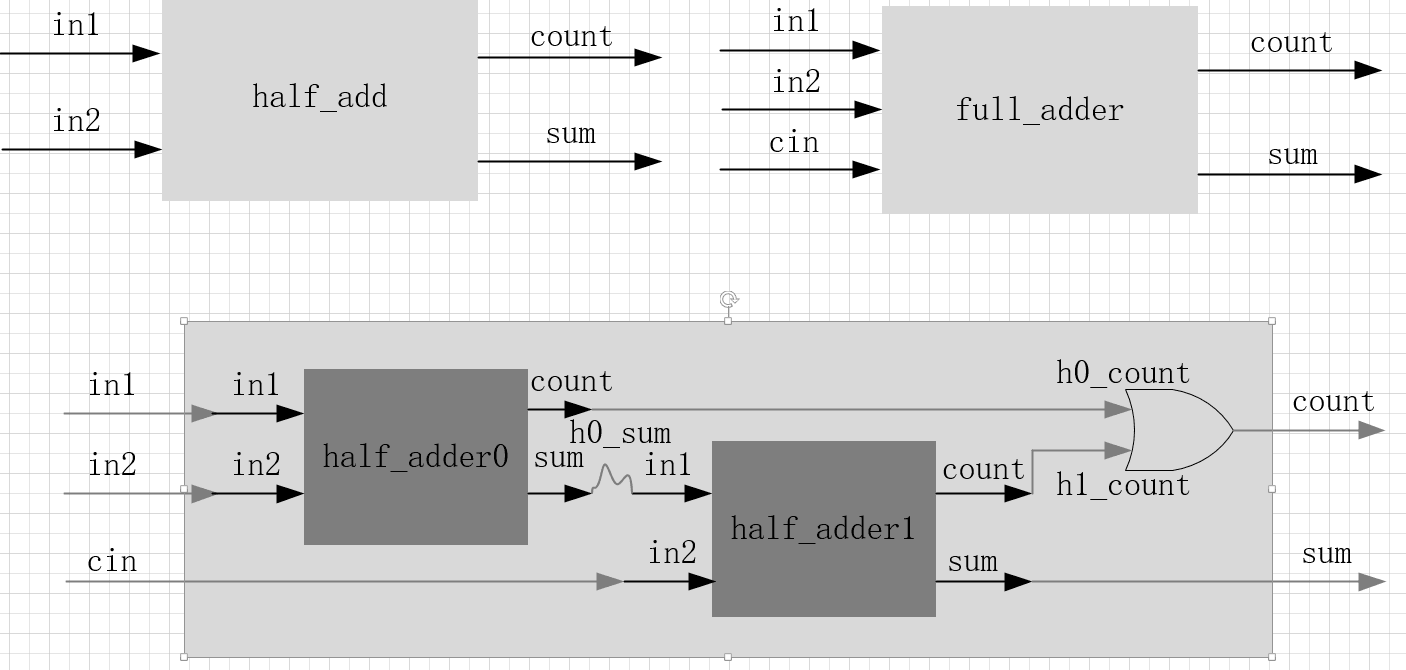 in1
in2
half_add
count
sum
in1
in2
cin
full_adder
count
sum
in1
in2
cin
in1
in2
half_adder0
count
h0_sum
sum
in1
in2
half_adder1
count
sum
h0_count
h1_count
count
sum